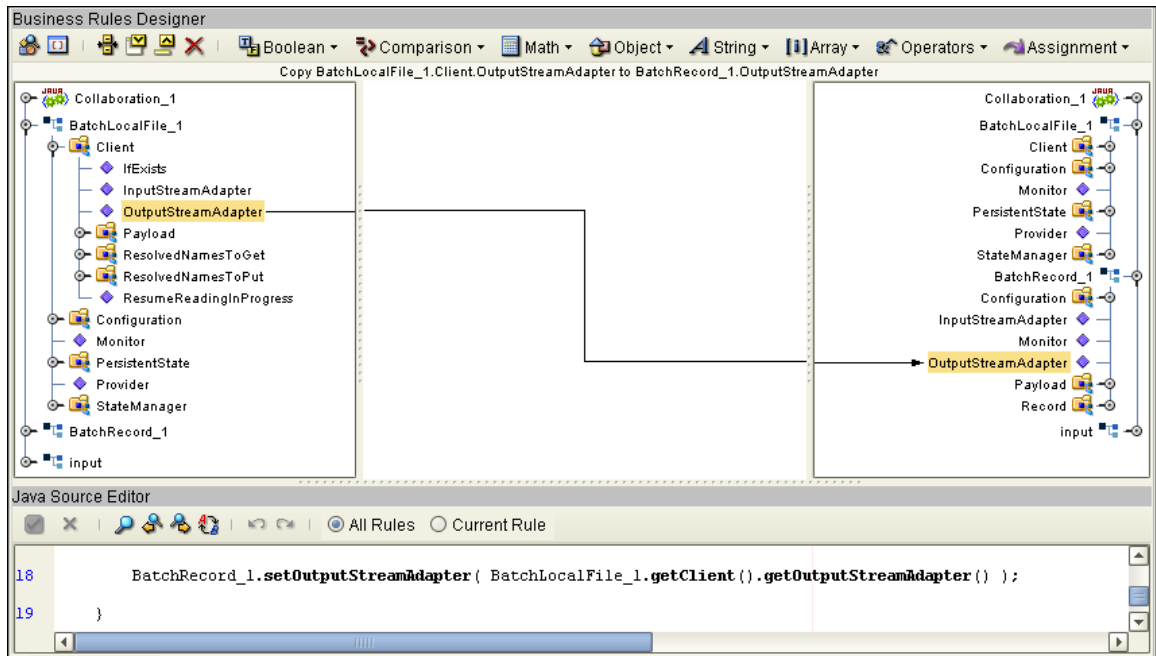 Business Rules Designer
Boolean Comparison Math Object String [i] Array Operators Assignment
Copy BatchLocalFile_1.Client.OutputStreamAdapter to BatchRecord_1.OutputStreamAdapter
JAVA Collaboration_1
BatchLocalFile_1
Client
IfExists
InputStreamAdapter
OutputStreamAdapter
Payload
ResolvedNamesToGet
ResolvedNamesToPut
ResumeReadingInProgress
Configuration
Monitor
PersistentState
Provider
StateManager
BatchRecord_1
input
Collaboration_1 JAVA
BatchLocalFile_1
Client
Configuration
Monitor
PersistentState
Provider
StateManager
BatchRecord_1
Configuration
InputStreamAdapter
Monitor
OutputStreamAdapter
Payload
Record
input
Java Source Editor
All Rules Current Rule
18 BatchRecord_1.setOutputStreamAdapter( BatchLocalFile_1.getClient().getOutputStreamAdapter() );
19 }